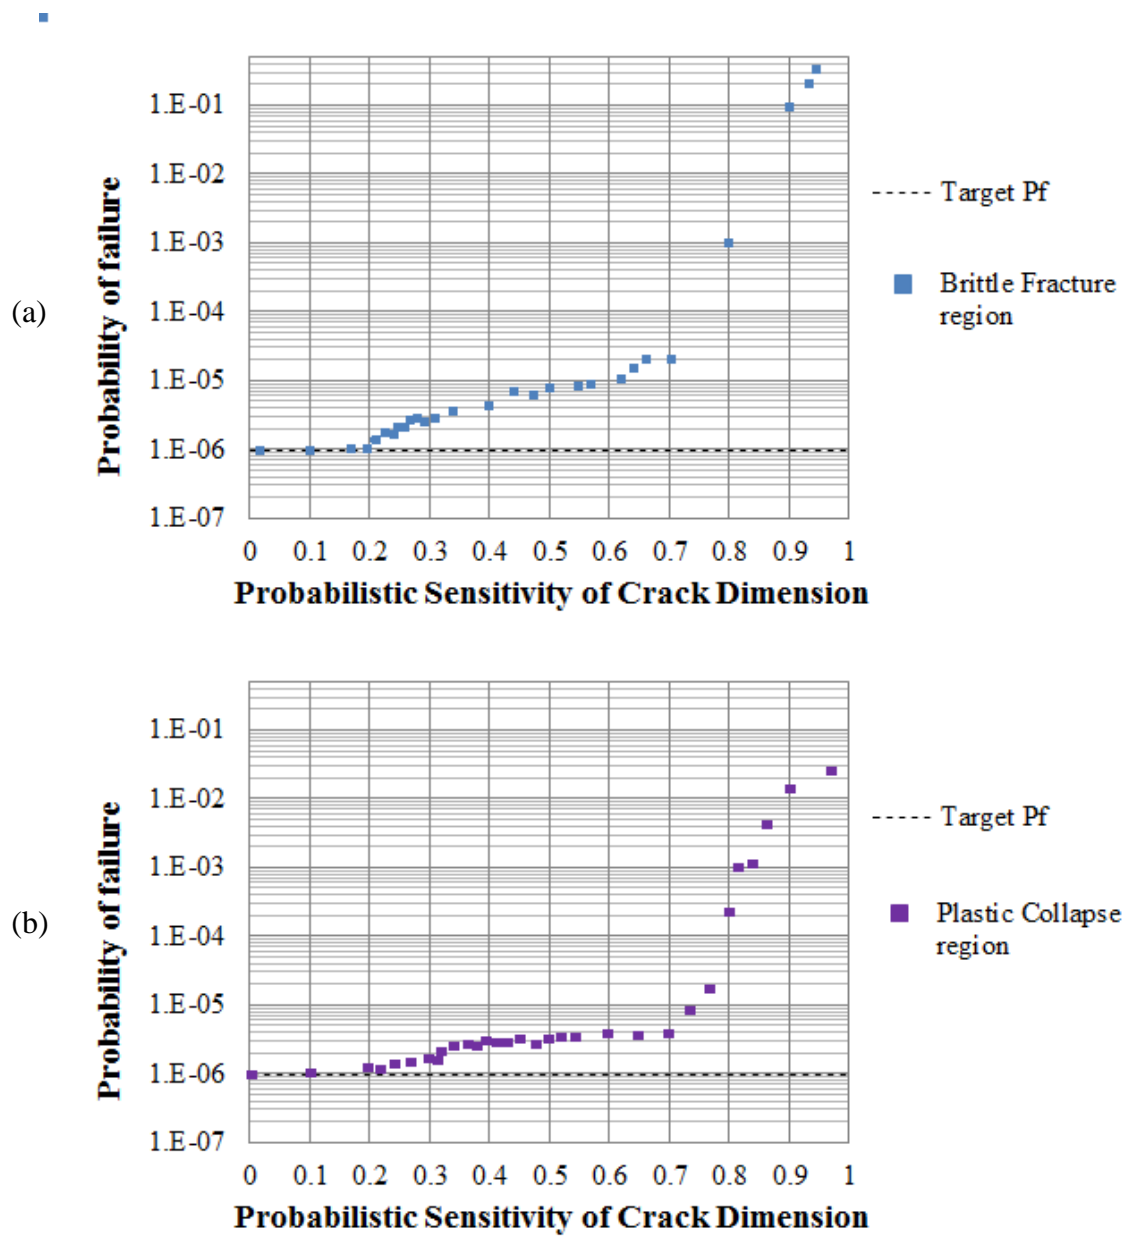 (a)
Probability of failure
1.E-01
1.E-02
1.E-03
1.E-04
1.E-05
1.E-06
1.E-07
0 0.1 0.2 0.3 0.4 0.5 0.6 0.7 0.8 0.9 1
Probabilistic Sensitivity of Crack Dimension
Target Pf
Brittle Fracture
region
(b)
Probability of failure
1.E-01
1.E-02
1.E-03
1.E-04
1.E-05
1.E-06
1.E-07
0 0.1 0.2 0.3 0.4 0.5 0.6 0.7 0.8 0.9 1
Probabilistic Sensitivity of Crack Dimension
Target Pf
Plastic Collapse
region